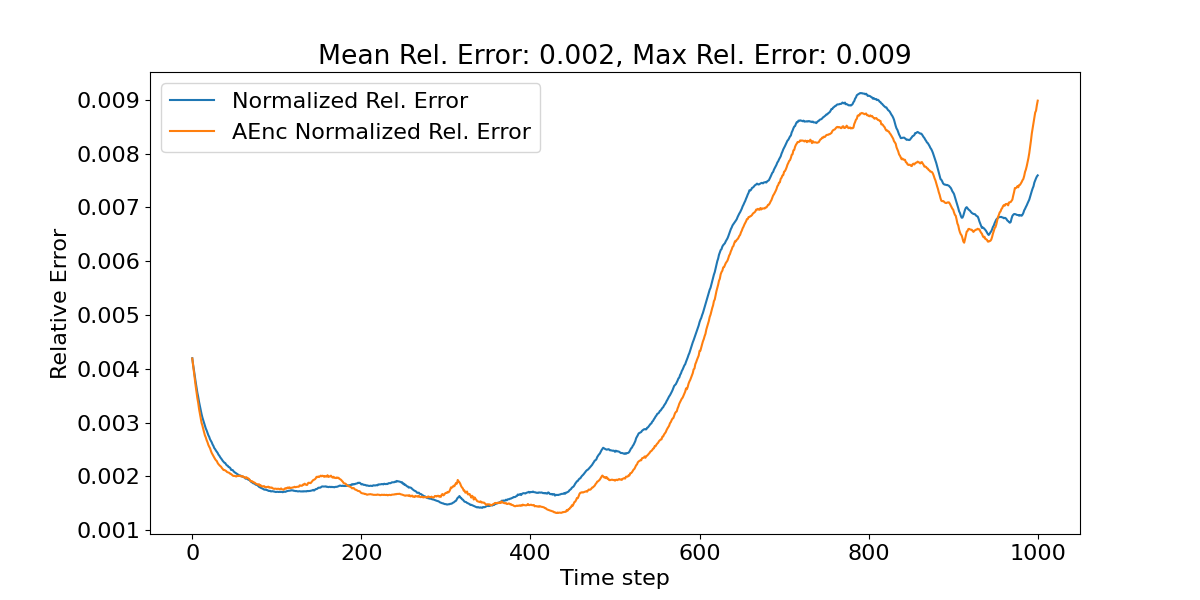 Mean Rel. Error: 0.002, Max Rel. Error: 0.009
Normalized Rel. Error
AEnc Normalized Rel. Error
Relative Error
0.009
0.008
0.007
0.006
0.005
0.004
0.003
0.002
0.001
0 200 400 600 800 1000
Time step